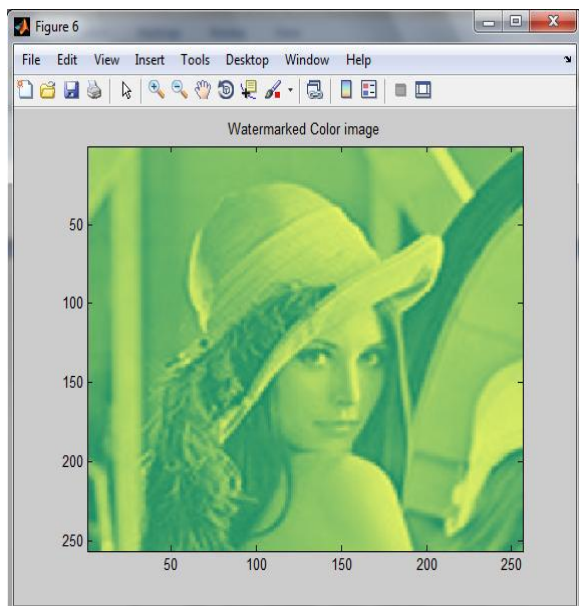 Figure 6
File Edit View Insert Tools Desktop Window Help
Watermarked Color image
50
100
150
200
250
50 100 150 200 250